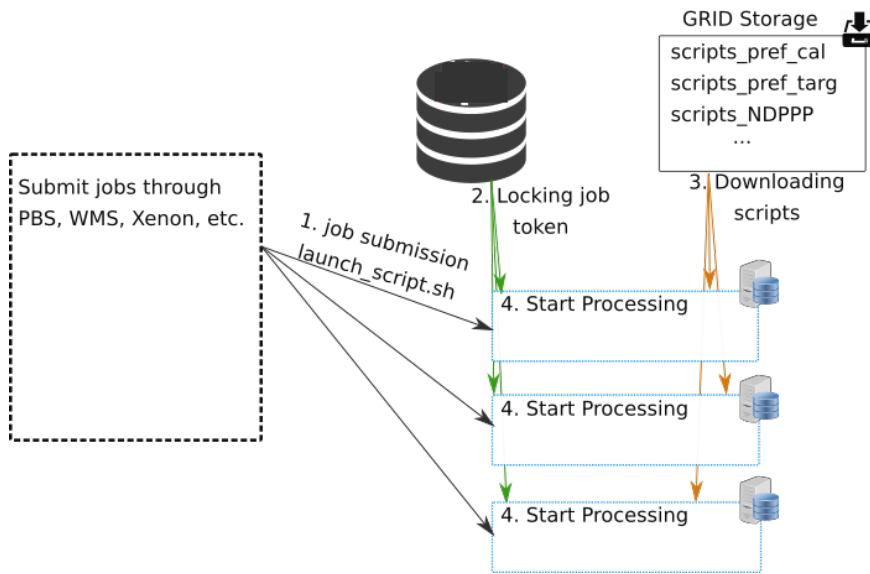 GRID Storage
scripts_pref_cal
scripts_pref_targ
scripts_NDPPP
...
Submit jobs through
PBS, WMS, Xenon, etc.
1. job submission
launch_script.sh
2. Locking job
token
3. Downloading
scripts
4. Start Processing
4. Start Processing
4. Start Processing